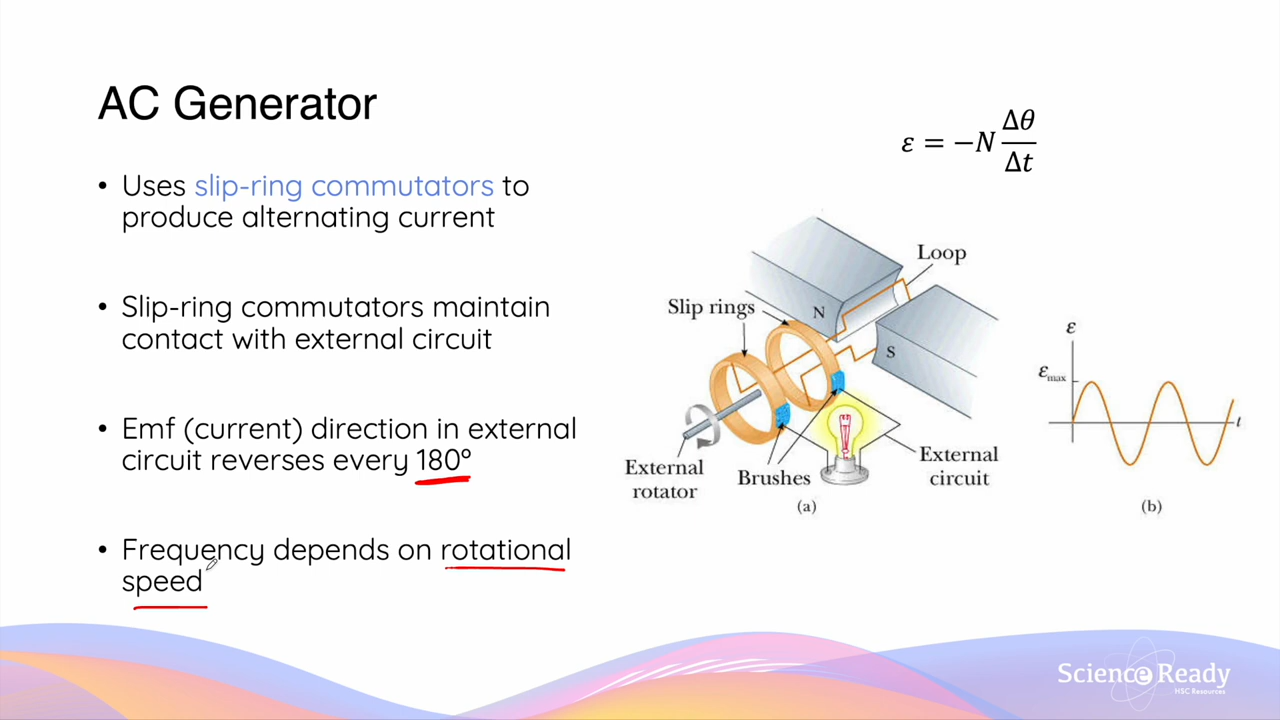 AC Generator
ε = −N Δθ/Δt
• Uses slip-ring commutators to
produce alternating current
• Slip-ring commutators maintain
contact with external circuit
• Emf (current) direction in external
circuit reverses every 180º
• Frequency depends on rotational
speed
Loop
Slip rings
N
S
External
rotator
Brushes
External
circuit
(a)
ε
εmax
t
(b)
Science Ready
HSC Resources